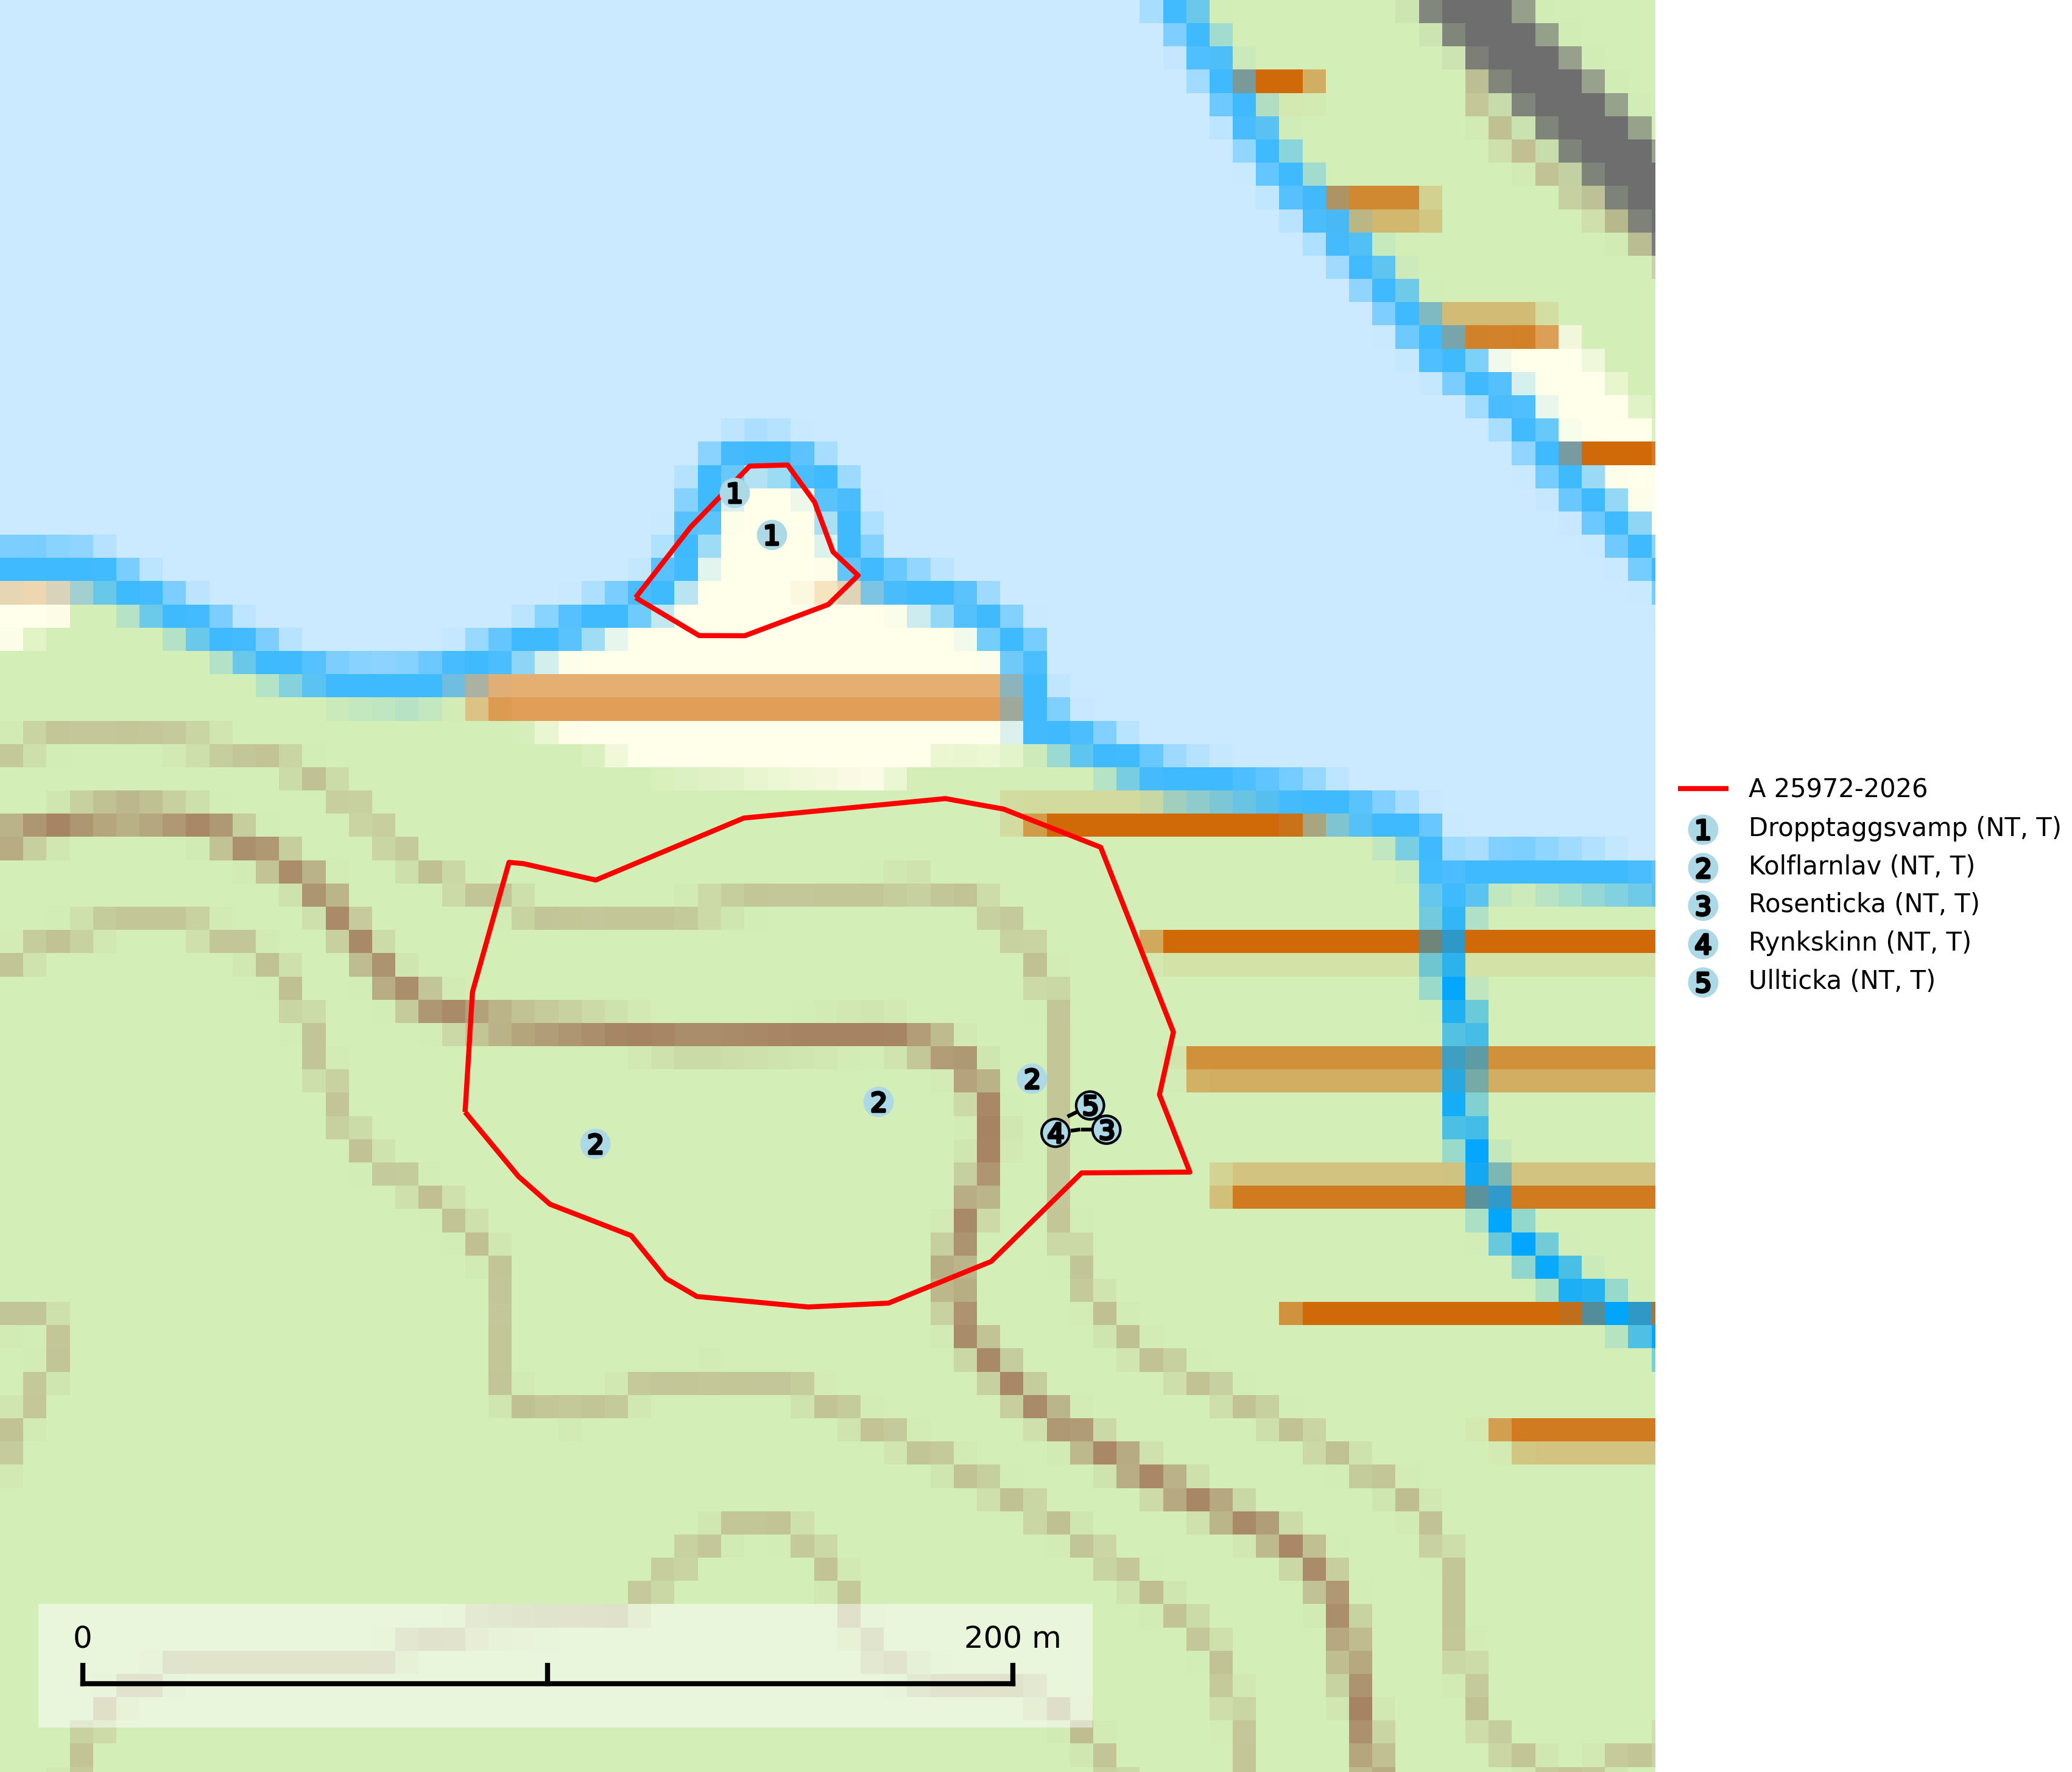 1
1
A 25972-2026
1 Dropptaggsvamp (NT, T)
2 Kolflarnlav (NT, T)
3 Rosenticka (NT, T)
4 Rynkskinn (NT, T)
5 Ullticka (NT, T)
2
2
5
4 3
2
0 200 m